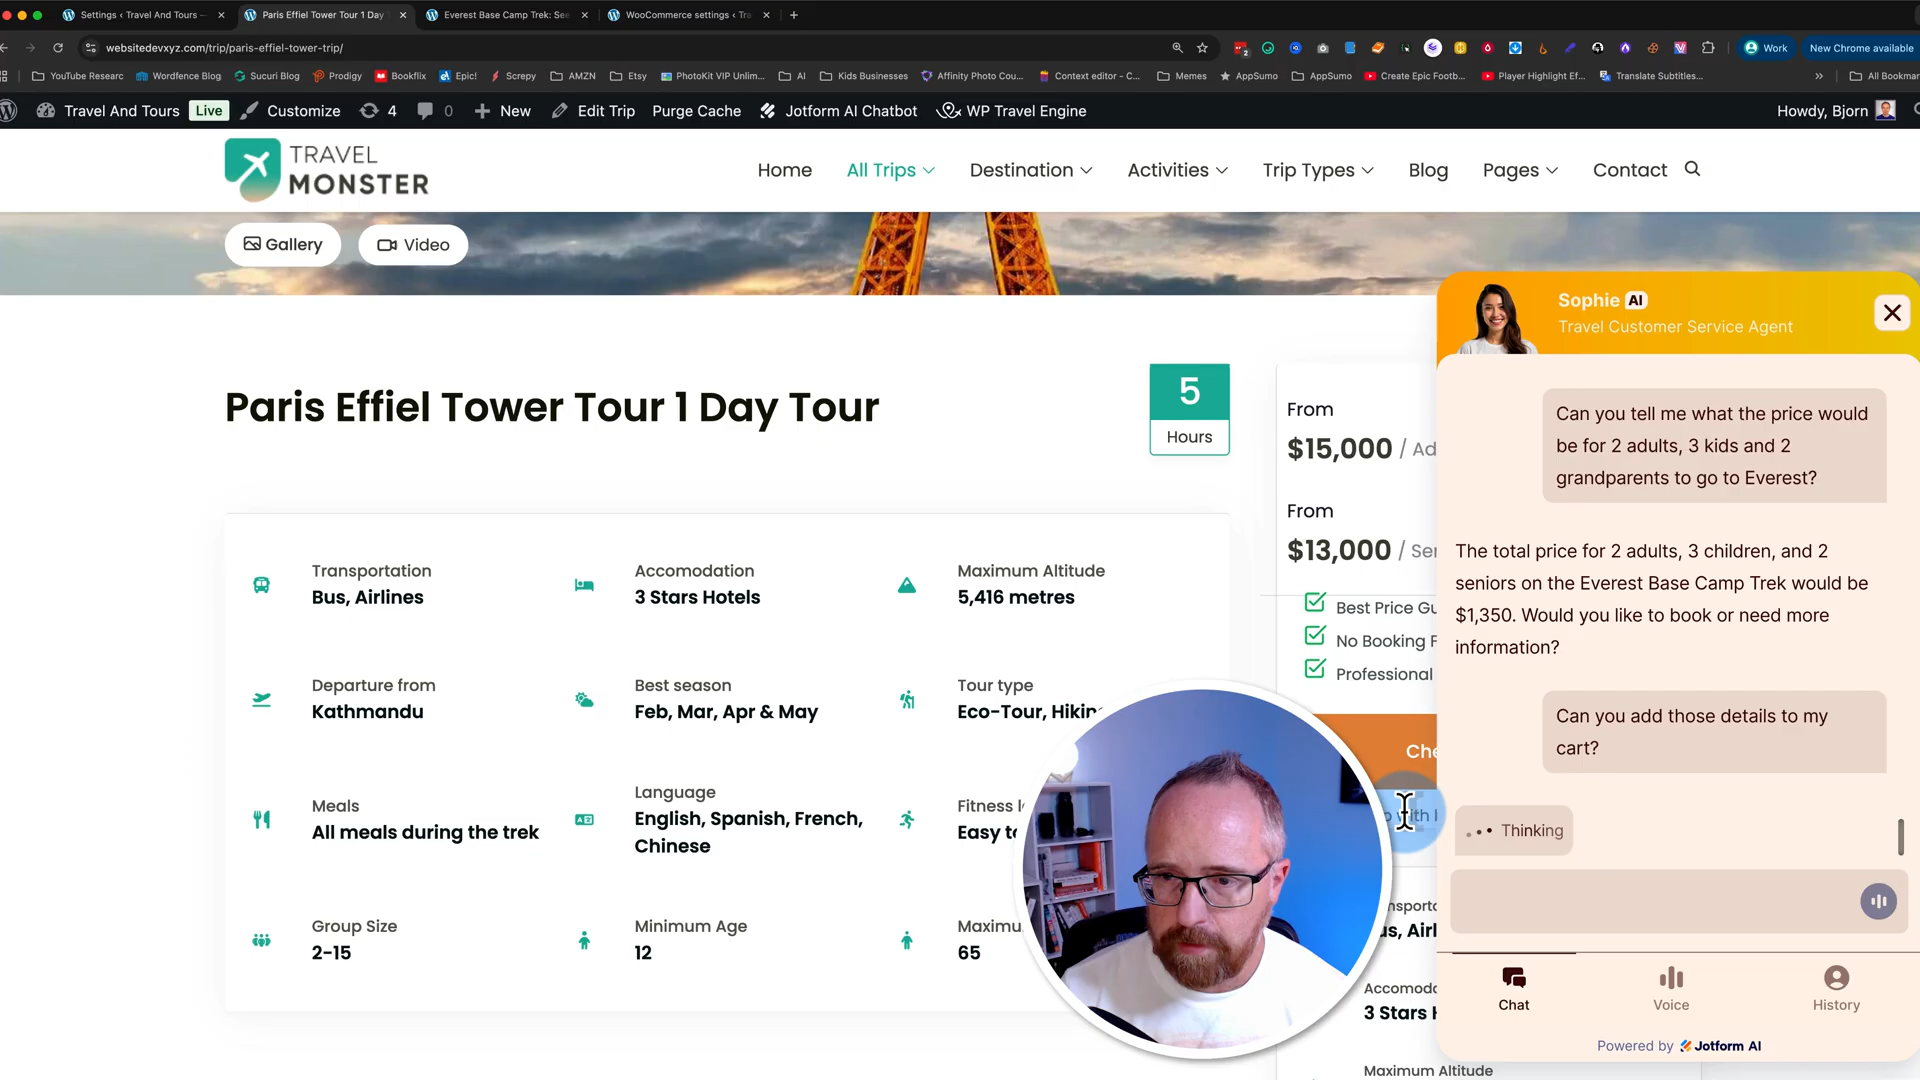 Settings ‹ Travel And Tours —
Paris Effiel Tower Tour 1 Day
Everest Base Camp Trek: See
WooCommerce settings ‹ Tra
websitedevxyz.com/trip/paris-effiel-tower-trip/
Work
New Chrome available
YouTube Researc
Wordfence Blog
Sucuri Blog
Prodigy
Bookflix
Epic!
Screpy
AMZN
Etsy
PhotoKit VIP Unlim...
AI
Kids Businesses
Affinity Photo Cou...
Context editor - C...
Memes
AppSumo
AppSumo
Create Epic Footb...
Player Highlight Ef...
Translate Subtitles...
»
All Bookmar
Travel And Tours
Live
Customize
4
0
New
Edit Trip
Purge Cache
Jotform AI Chatbot
WP Travel Engine
Howdy, Bjorn
TRAVEL
MONSTER
Home
All Trips
Destination
Activities
Trip Types
Blog
Pages
Contact
Gallery
Video
Paris Effiel Tower Tour 1 Day Tour
5
Hours
From
$15,000 / Ad
From
$13,000 / Sen
Best Price Gu
No Booking F
Professional
Che
Transportation
Bus, Airlines
Accomodation
3 Stars Hotels
Maximum Altitude
5,416 metres
Departure from
Kathmandu
Best season
Feb, Mar, Apr & May
Tour type
Eco-Tour, Hikin
Meals
All meals during the trek
Language
English, Spanish, French,
Chinese
Fitness l
Easy to
Group Size
2-15
Minimum Age
12
Maximu
65
with
nsporta
us, Airl
Accomoda
3 Stars H
Maximum Altitude
Sophie AI
Travel Customer Service Agent
Can you tell me what the price would
be for 2 adults, 3 kids and 2
grandparents to go to Everest?
The total price for 2 adults, 3 children, and 2
seniors on the Everest Base Camp Trek would be
$1,350. Would you like to book or need more
information?
Can you add those details to my
cart?
Thinking
Chat
Voice
History
Powered by Jotform AI